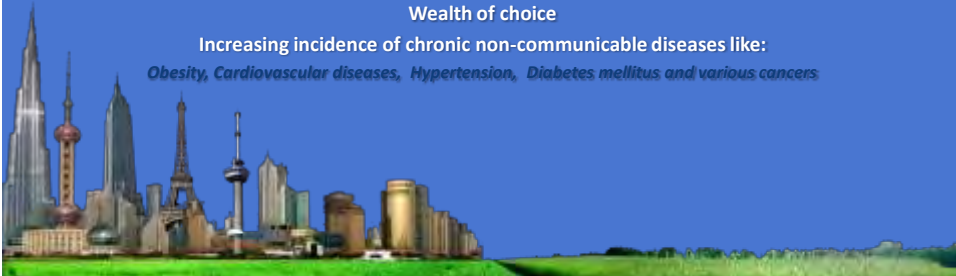 Wealth of choice
Increasing incidence of chronic non-communicable diseases like:
Obesity, Cardiovascular diseases, Hypertension, Diabetes mellitus and various cancers